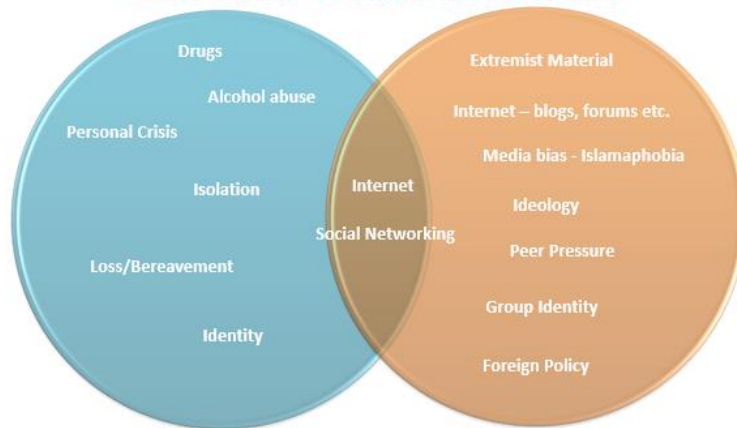 Drugs
Alcohol abuse
Personal Crisis
Isolation
Loss/Bereavement
Identity
Internet
Social Networking
Extremist Material
Internet – blogs, forums etc.
Media bias - Islamaphobia
Ideology
Peer Pressure
Group Identity
Foreign Policy